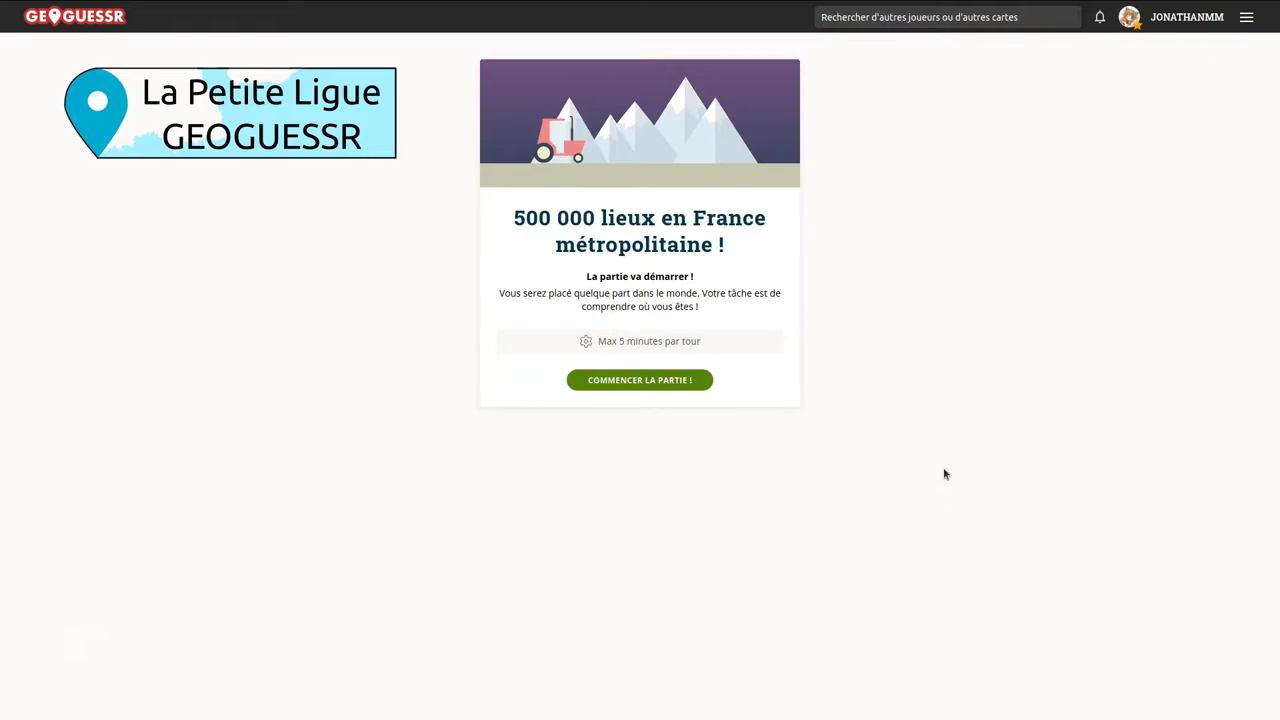 GEOGUESSR
Rechercher d'autres joueurs ou d'autres cartes
JONATHANMM
La Petite Ligue
GEOGUESSR
500 000 lieux en France
métropolitaine !
La partie va démarrer !
Vous serez placé quelque part dans le monde. Votre tâche est de
comprendre où vous êtes !
Max 5 minutes par tour
COMMENCER LA PARTIE !